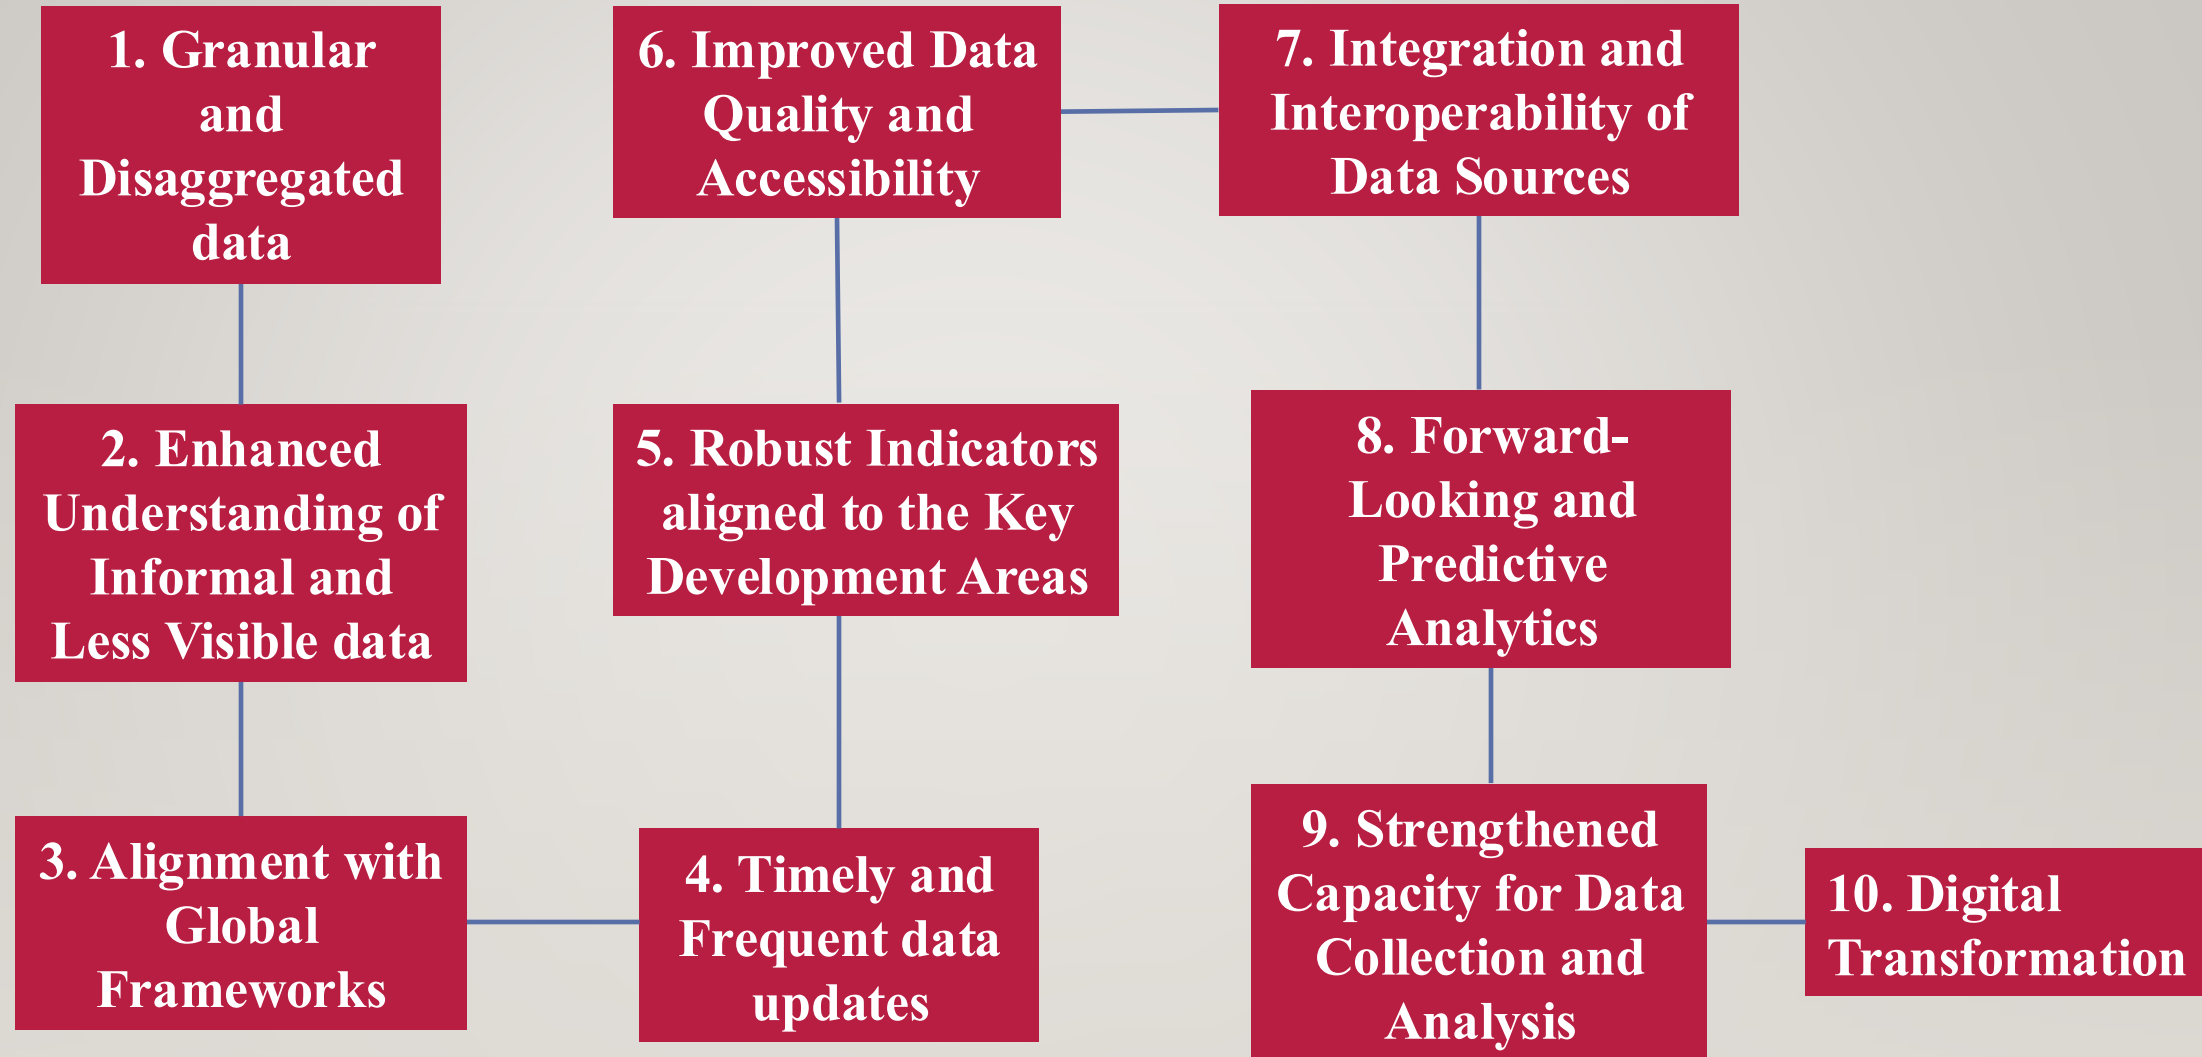 1. Granular
and
Disaggregated
data
2. Enhanced
Understanding of
Informal and
Less Visible data
3. Alignment with
Global
Frameworks
4. Timely and
Frequent data
updates
5. Robust Indicators
aligned to the Key
Development Areas
6. Improved Data
Quality and
Accessibility
7. Integration and
Interoperability of
Data Sources
8. Forward-
Looking and
Predictive
Analytics
9. Strengthened
Capacity for Data
Collection and
Analysis
10. Digital
Transformation